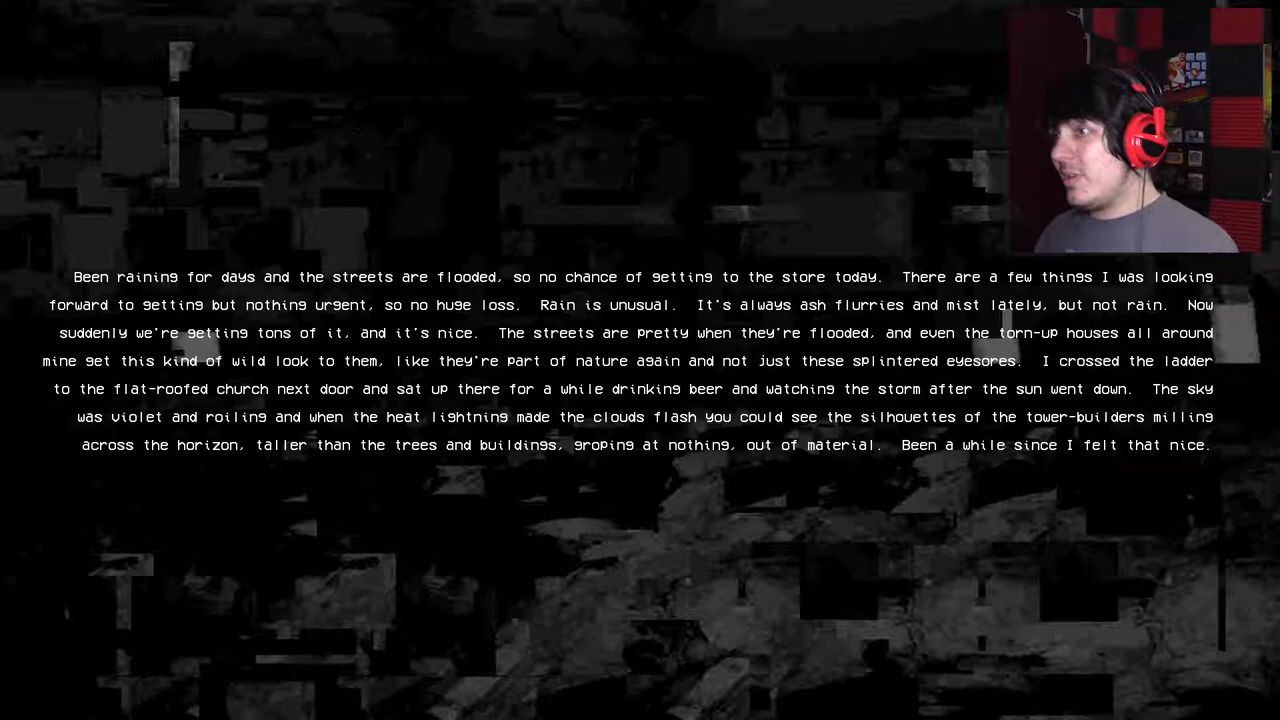 Been raining for days and the streets are flooded, so no chance of getting to the store today.  There are a few things I was looking
forward to getting but nothing urgent, so no huge loss.  Rain is unusual.  It's always ash flurries and mist lately, but not rain.  Now
suddenly we're getting tons of it, and it's nice.  The streets are pretty when they're flooded, and even the torn-up houses all around
mine get this kind of wild look to them, like they're part of nature again and not just these splintered eyesores.  I crossed the ladder
to the flat-roofed church next door and sat up there for a while drinking beer and watching the storm after the sun went down.  The sky
was violet and roiling and when the heat lightning made the clouds flash you could see the silhouettes of the tower-builders milling
across the horizon, taller than the trees and buildings, groping at nothing, out of material.  Been a while since I felt that nice.